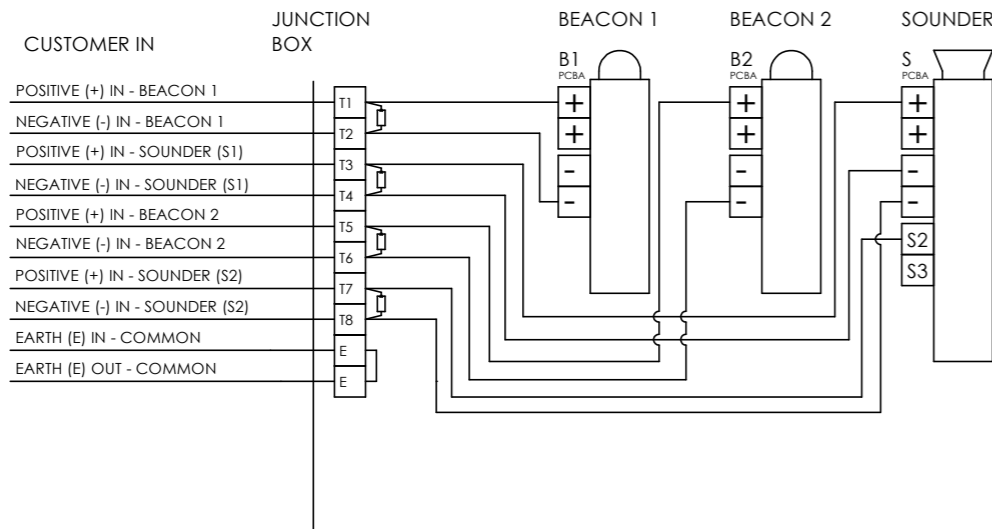 CUSTOMER IN
JUNCTION
BOX
BEACON 1
BEACON 2
SOUNDER
B1
PCBA
B2
PCBA
S
PCBA
POSITIVE (+) IN - BEACON 1
NEGATIVE (-) IN - BEACON 1
POSITIVE (+) IN - SOUNDER (S1)
NEGATIVE (-) IN - SOUNDER (S1)
POSITIVE (+) IN - BEACON 2
NEGATIVE (-) IN - BEACON 2
POSITIVE (+) IN - SOUNDER (S2)
NEGATIVE (-) IN - SOUNDER (S2)
EARTH (E) IN - COMMON
EARTH (E) OUT - COMMON
T1
T2
T3
T4
T5
T6
T7
T8
E
E
+
+
-
-
+
+
-
-
+
+
-
-
S2
S3